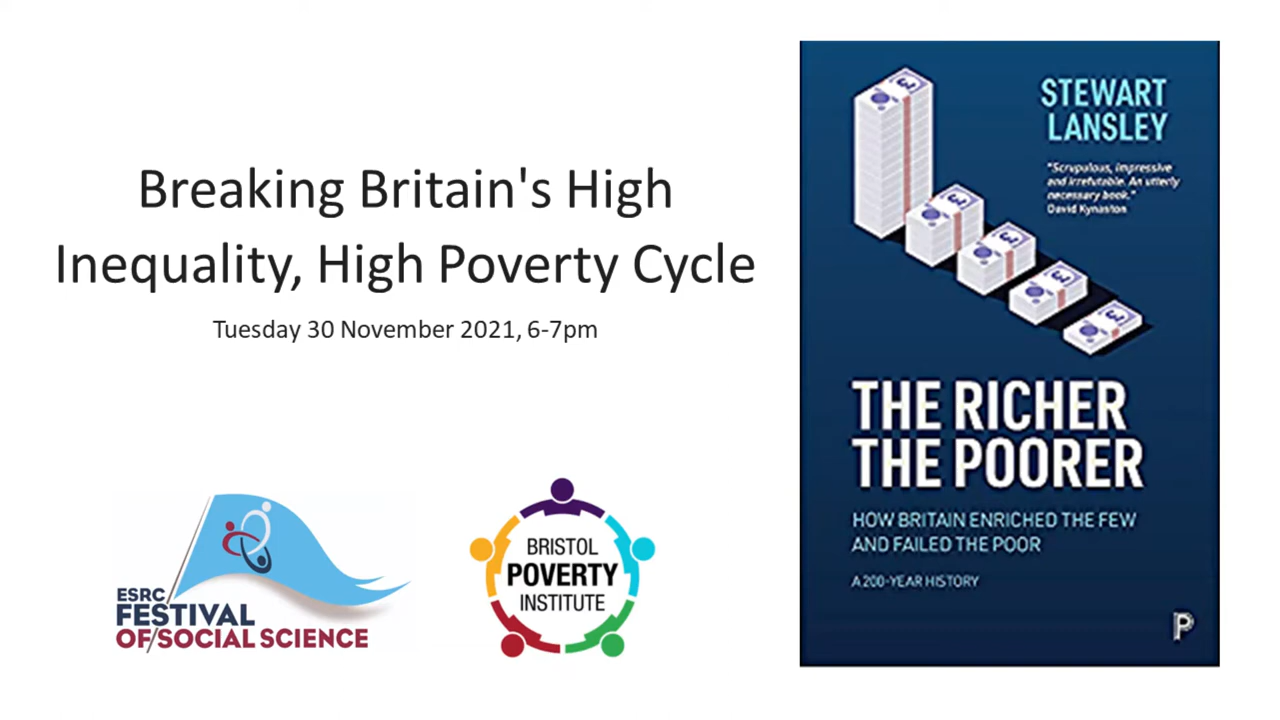 Breaking Britain's High
Inequality, High Poverty Cycle
Tuesday 30 November 2021, 6-7pm
ESRC
FESTIVAL
OF/SOCIAL SCIENCE
BRISTOL
POVERTY
INSTITUTE
STEWART
LANSLEY
"Scrupulous, impressive
and irrefutable. An utterly
necessary book."
David Kynaston
THE RICHER
THE POORER
HOW BRITAIN ENRICHED THE FEW
AND FAILED THE POOR
A 200-YEAR HISTORY
P